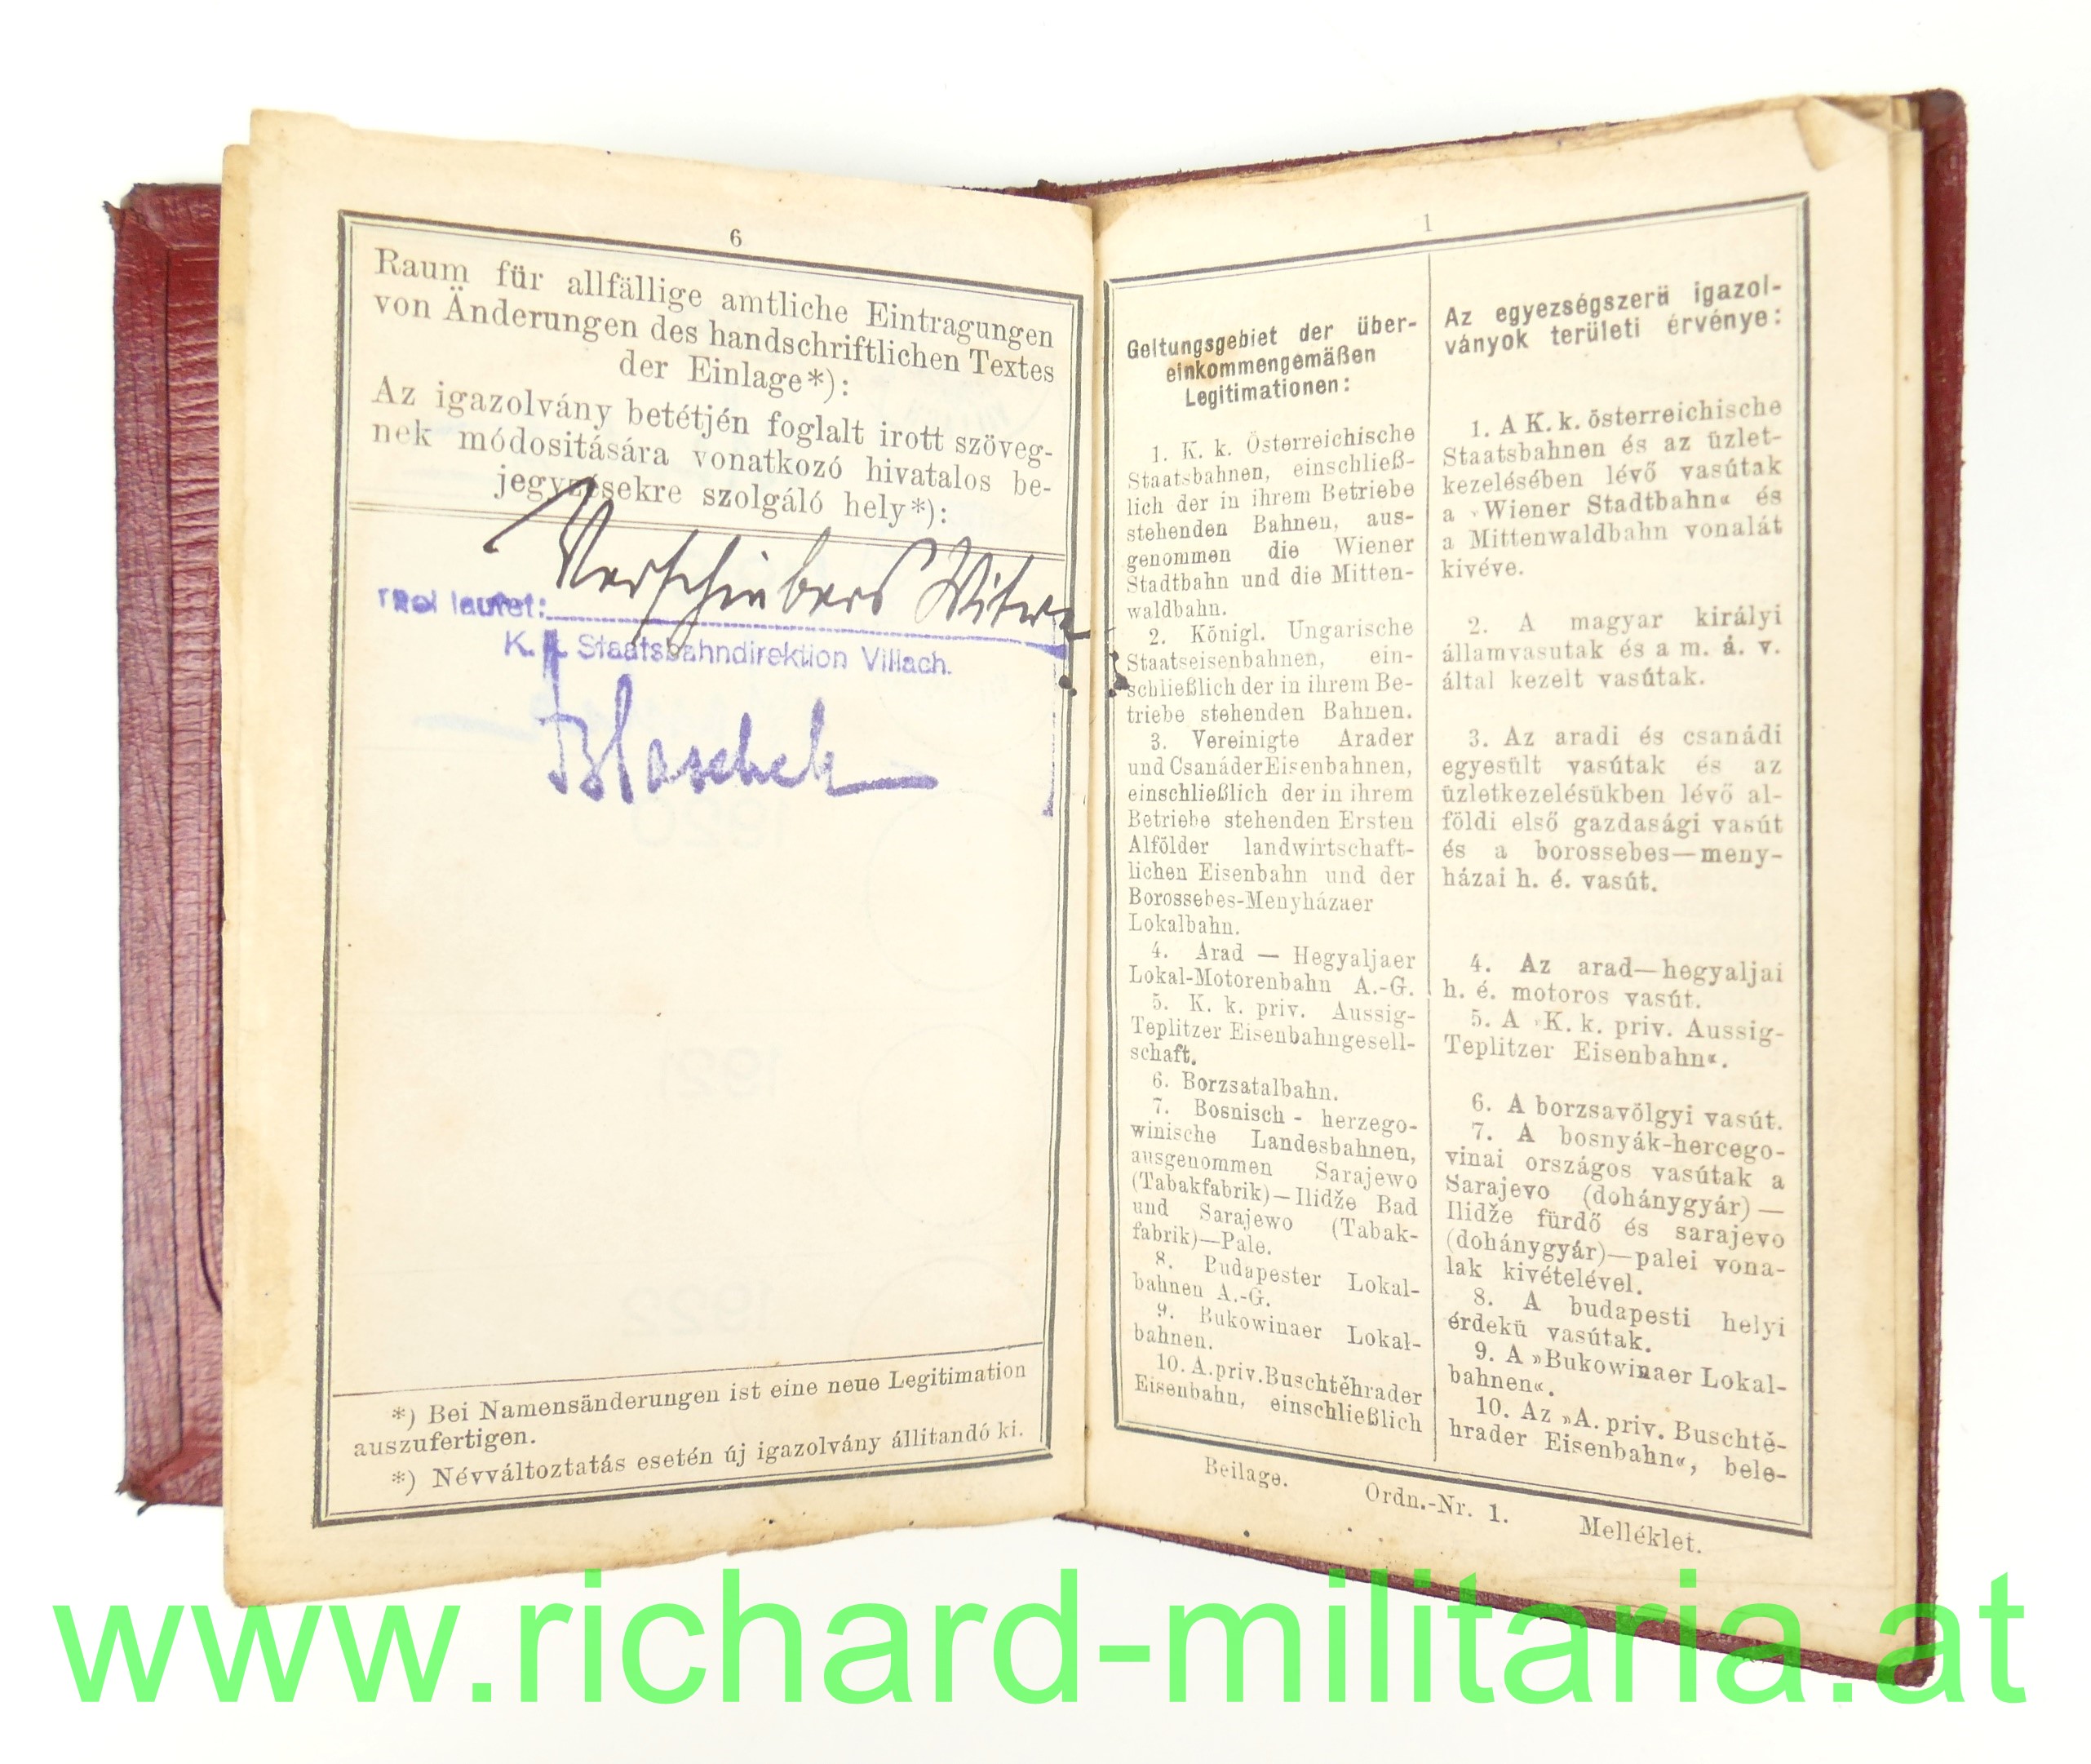 6
Raum für allfällige amtliche Eintragungen
von Änderungen des handschriftlichen Textes
der Einlage*):
Az igazolvány betétjén foglalt irott szöveg-
nek módositására vonatkozó hivatalos be-
jegyzésekre szolgáló hely*):
Verschiebers Witwe
lautet:
K. k. Staatsbahndirektion Villach.
Blaschek
*) Bei Namensänderungen ist eine neue Legitimation
auszufertigen.
*) Névváltoztatás esetén új igazolvány állitandó ki.
1
Geltungsgebiet der über-
einkommengemäßen
Legitimationen:
1. K. k. Österreichische
Staatsbahnen, einschließ-
lich der in ihrem Betriebe
stehenden Bahnen, aus-
genommen die Wiener
Stadtbahn und die Mitten-
waldbahn.
2. Königl. Ungarische
Staatseisenbahnen, ein-
schließlich der in ihrem Be-
triebe stehenden Bahnen.
3. Vereinigte Arader
und Csanáder Eisenbahnen,
einschließlich der in ihrem
Betriebe stehenden Ersten
Alfölder landwirtschaft-
lichen Eisenbahn und der
Borossebes-Menyházaer
Lokalbahn.
4. Arad — Hegyaljaer
Lokal-Motorenbahn A.-G.
5. K. k. priv. Aussig-
Teplitzer Eisenbahngesell-
schaft.
6. Borzsatalbahn.
7. Bosnisch - herzego-
winische Landesbahnen,
ausgenommen Sarajewo
(Tabakfabrik)—Ilidže Bad
und Sarajewo (Tabak-
fabrik)—Pale.
8. Budapester Lokal-
bahnen A.-G.
9. Bukowinaer Lokal-
bahnen.
10. A. priv. Buschtěhrader
Eisenbahn, einschließlich
Az egyezségszerü igazol-
ványok területi érvénye:
1. A K. k. österreichische
Staatsbahnen és az üzlet-
kezelésében lévő vasútak
a »Wiener Stadtbahn« és
a Mittenwaldbahn vonalát
kivéve.
2. A magyar királyi
államvasutak és a m. á. v.
által kezelt vasútak.
3. Az aradi és csanádi
egyesült vasútak és az
üzletkezelésükben lévő al-
földi első gazdasági vasút
és a borossebes—meny-
házai h. é. vasút.
4. Az arad—hegyaljai
h. é. motoros vasút.
5. A »K. k. priv. Aussig-
Teplitzer Eisenbahn«.
6. A borzsavölgyi vasút.
7. A bosnyák-hercego-
vinai országos vasútak a
Sarajevo (dohánygyár)—
Ilidže fürdő és sarajevo
(dohánygyár)—palei vona-
lak kivételével.
8. A budapesti helyi
érdekü vasútak.
9. A »Bukowinaer Lokal-
bahnen«.
10. Az »A. priv. Buschtě-
hrader Eisenbahn«, bele-
Beilage. Ordn.-Nr. 1. Melléklet.
www.richard-militaria.at